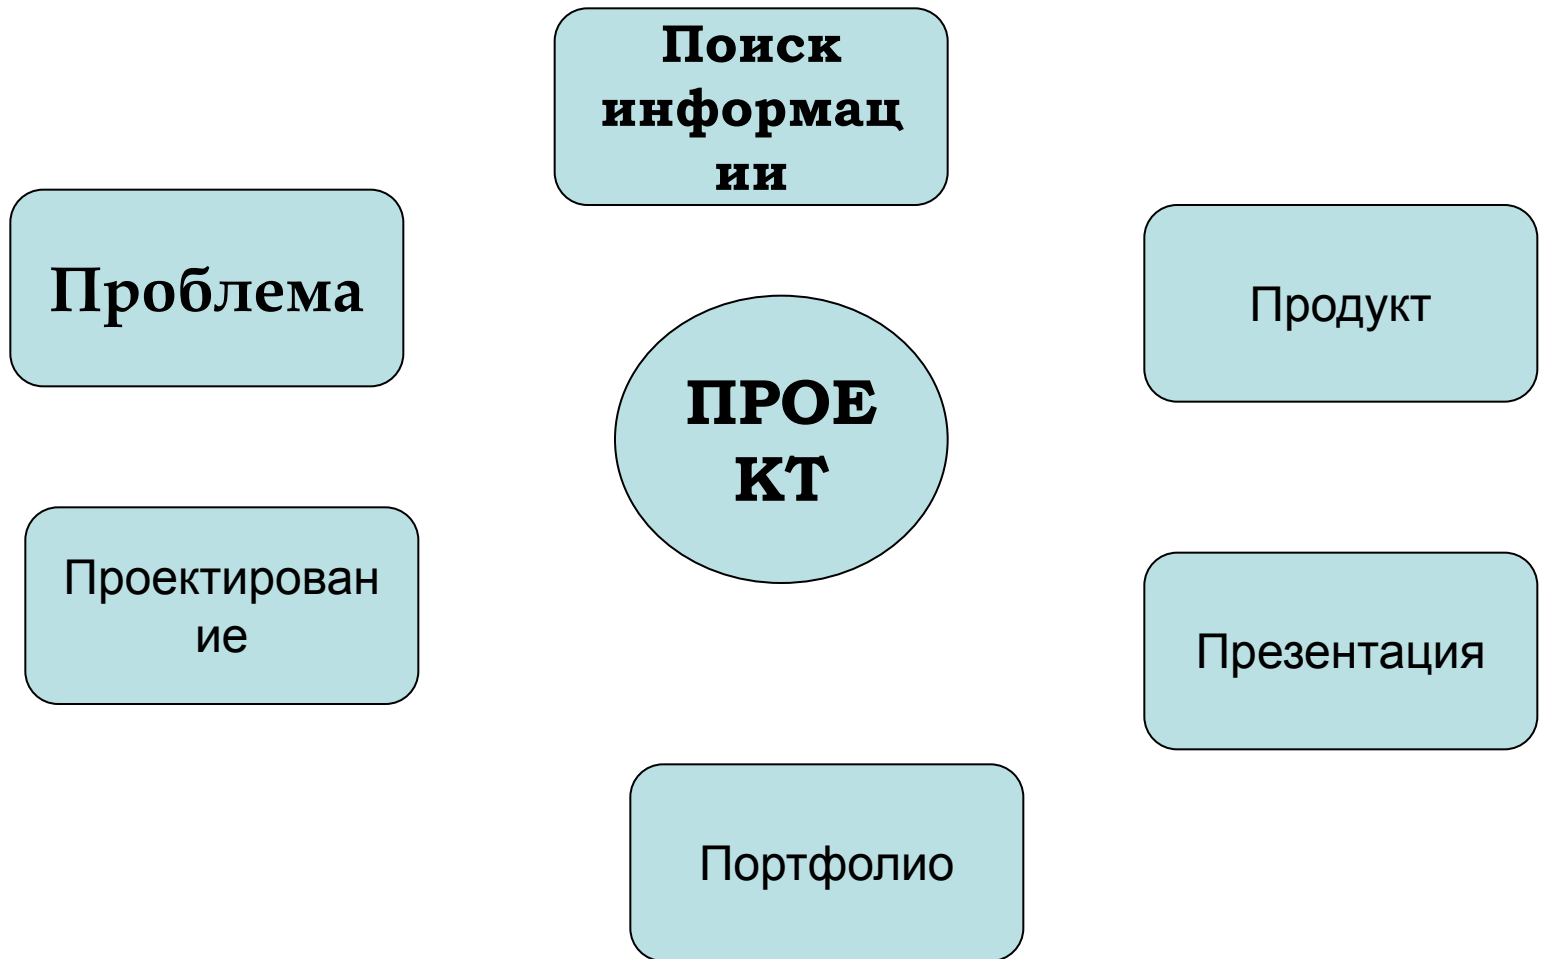 Поиск
информац
ии
Проблема
Продукт
ПРОЕ
КТ
Проектирован
ие
Презентация
Портфолио